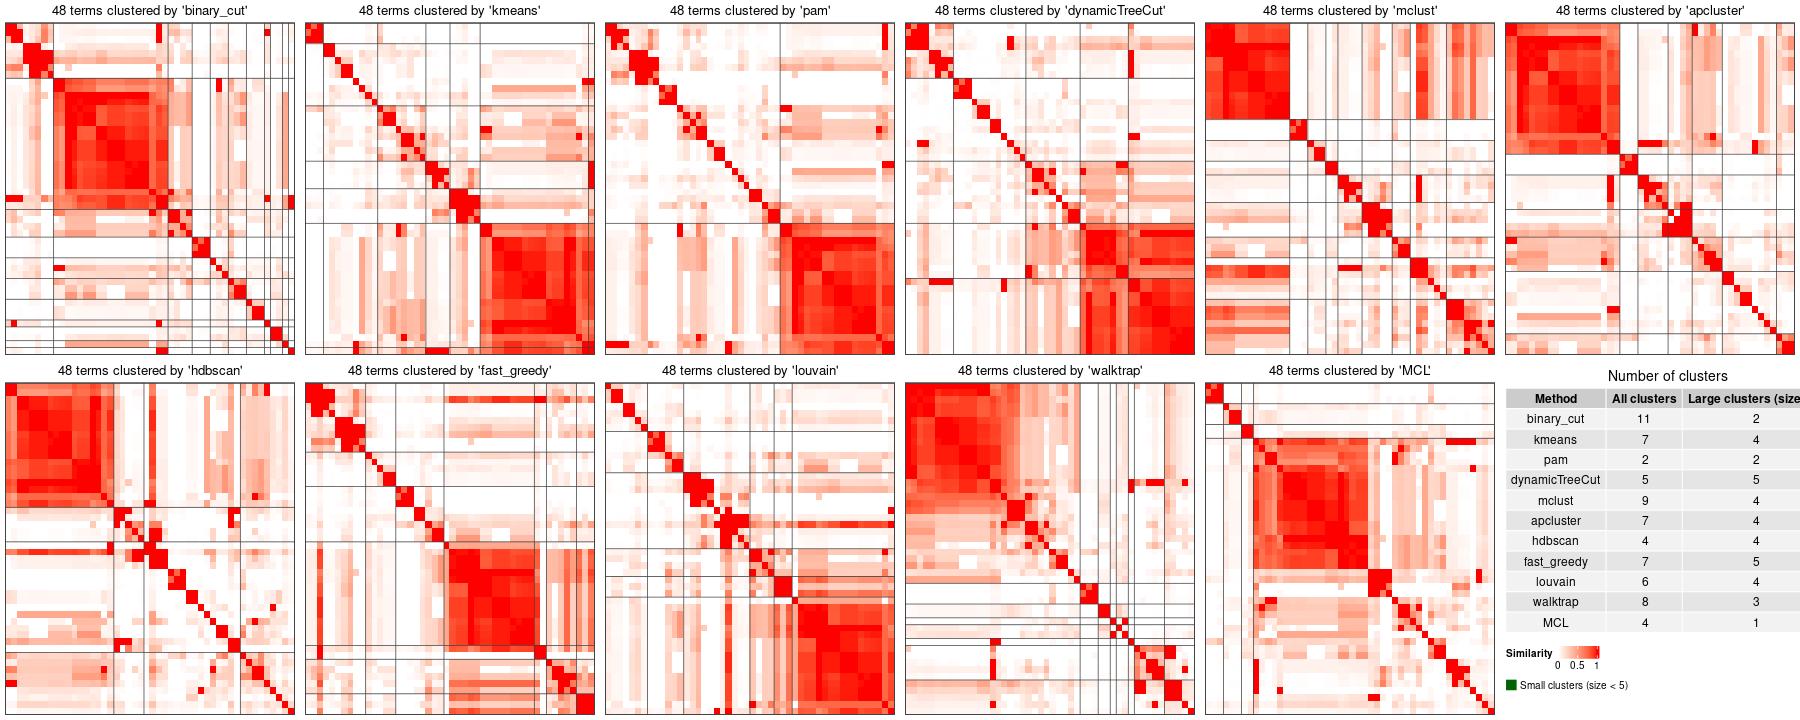 48 terms clustered by 'binary_cut'
48 terms clustered by 'kmeans'
48 terms clustered by 'pam'
48 terms clustered by 'dynamicTreeCut'
48 terms clustered by 'mclust'
48 terms clustered by 'apcluster'
48 terms clustered by 'hdbscan'
48 terms clustered by 'fast_greedy'
48 terms clustered by 'louvain'
48 terms clustered by 'walktrap'
48 terms clustered by 'MCL'
Number of clusters
Method All clusters Large clusters (size
binary_cut 11 2
kmeans 7 4
pam 2 2
dynamicTreeCut 5 5
mclust 9 4
apcluster 7 4
hdbscan 4 4
fast_greedy 7 5
louvain 6 4
walktrap 8 3
MCL 4 1
Similarity
0 0.5 1
Small clusters (size < 5)